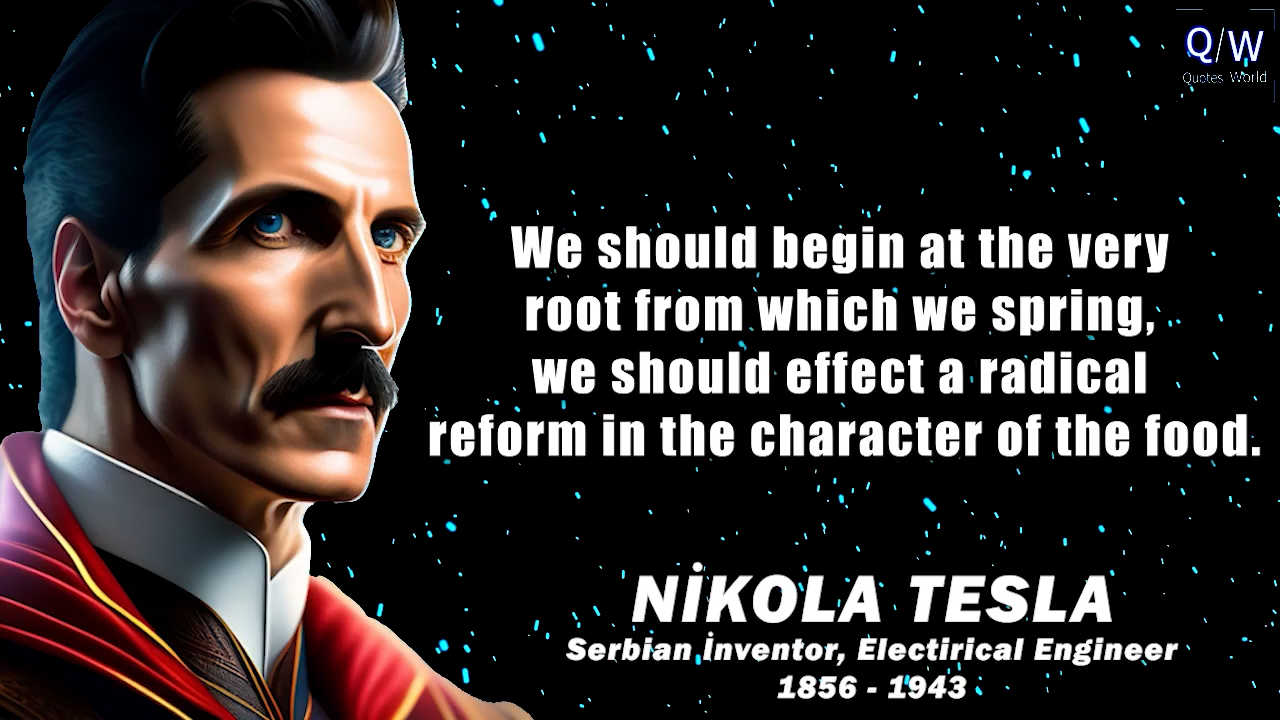 Q/W
Quotes World
We should begin at the very
root from which we spring,
we should effect a radical
reform in the character of the food.
NİKOLA TESLA
Serbian İnventor, Electirical Engineer
1856 - 1943